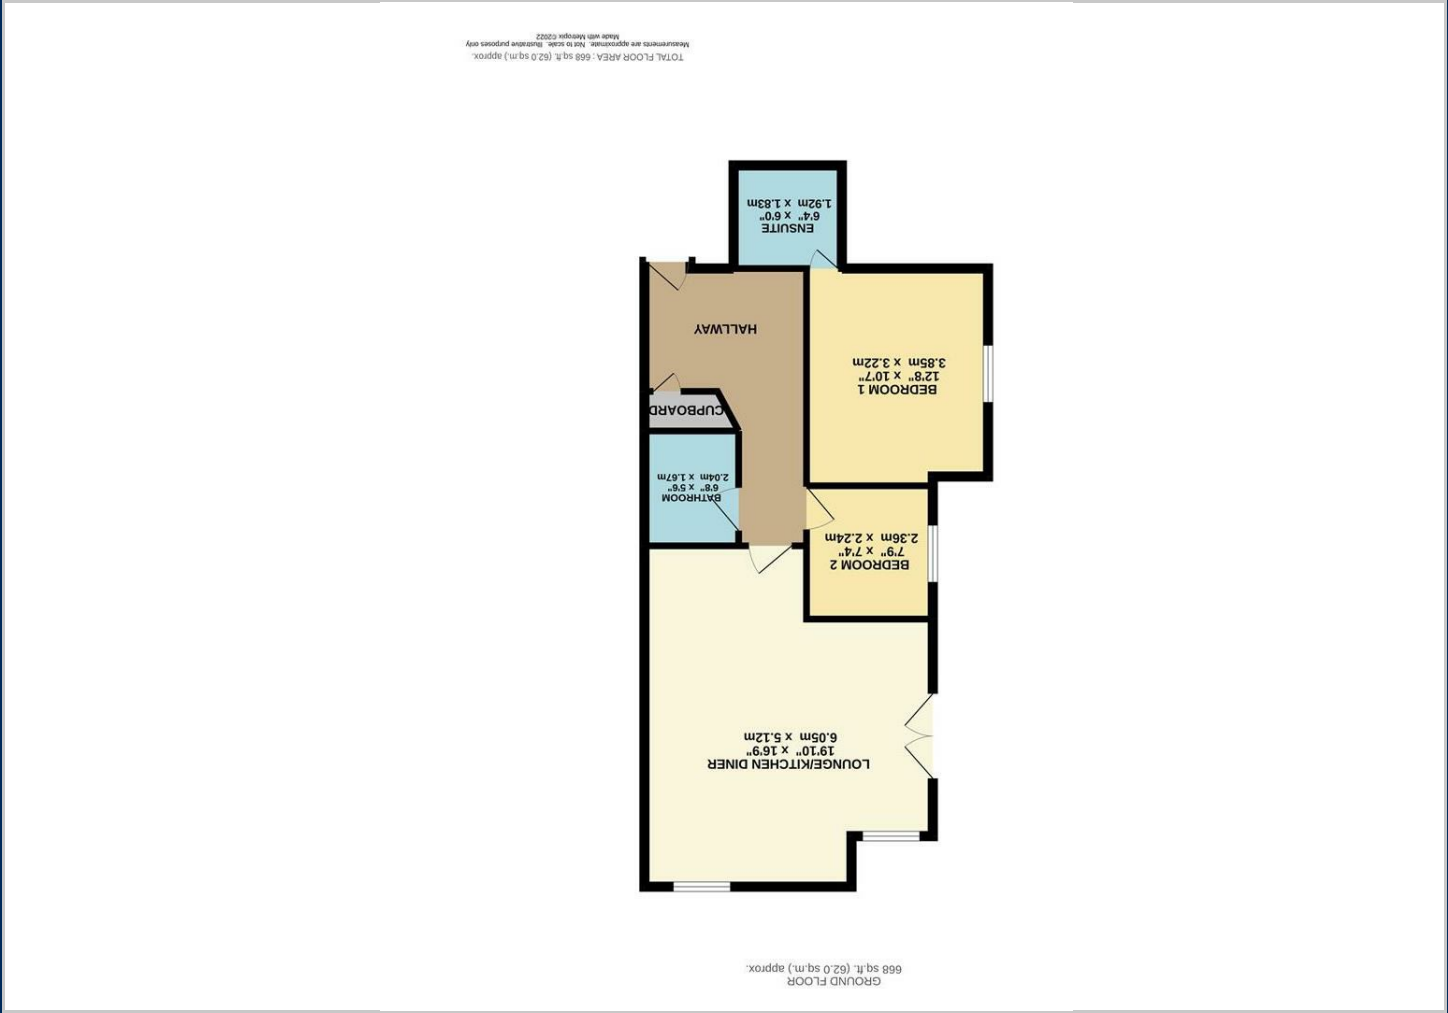 GROUND FLOOR
668 sq.ft. (62.0 sq.m.) approx.
LOUNGE/KITCHEN DINER
19'10" x 16'9"
6.05m x 5.12m
BEDROOM 2
7'9" x 7'4"
2.36m x 2.24m
BATHROOM
6'8" x 5'6"
2.04m x 1.67m
CUPBOARD
BEDROOM 1
12'8" x 10'7"
3.85m x 3.22m
HALLWAY
ENSUITE
6'4" x 6'0"
1.92m x 1.83m
TOTAL FLOOR AREA : 668 sq.ft. (62.0 sq.m.) approx.
Measurements are approximate. Not to scale. Illustrative purposes only
Made with Metropix ©2022